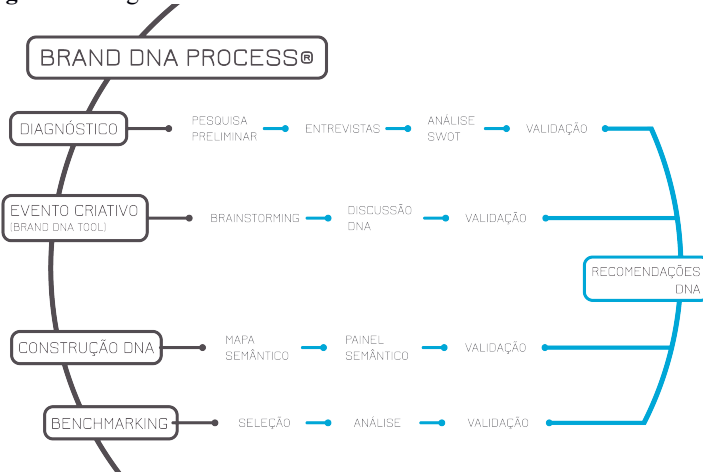 BRAND DNA PROCESS®
DIAGNÓSTICO
PESQUISA
PRELIMINAR
ENTREVISTAS
ANÁLISE
SWOT
VALIDAÇÃO
EVENTO CRIATIVO
(BRAND DNA TOOL)
BRAINSTORMING
DISCUSSÃO
DNA
VALIDAÇÃO
RECOMENDAÇÕES
DNA
CONSTRUÇÃO DNA
MAPA
SEMÂNTICO
PAINEL
SEMÂNTICO
VALIDAÇÃO
BENCHMARKING
SELEÇÃO
ANÁLISE
VALIDAÇÃO